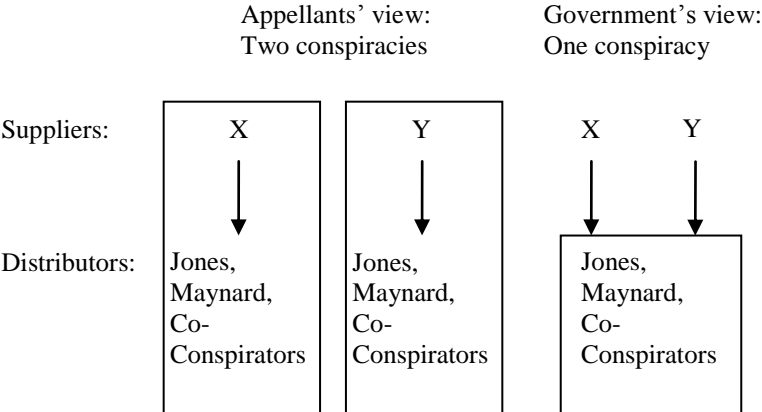 Appellants’ view: Government’s view:
Two conspiracies One conspiracy
Suppliers: X Y X Y
Distributors: Jones, Jones, Jones,
Maynard, Maynard, Maynard,
Co- Co- Co-
Conspirators Conspirators Conspirators